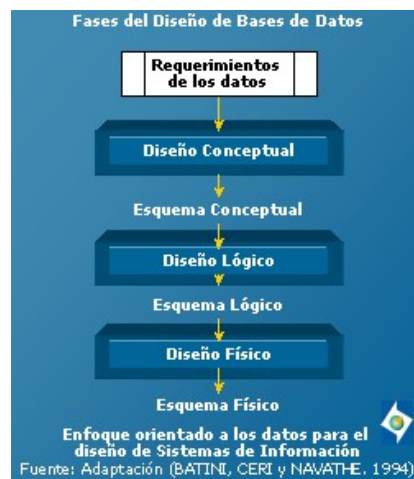 Fases del Diseño de Bases de Datos
Requerimientos
de los datos
Diseño Conceptual
Esquema Conceptual
Diseño Lógico
Esquema Lógico
Diseño Físico
Esquema Físico
Enfoque orientado a los datos para el
diseño de Sistemas de Información
Fuente: Adaptación (BATINI, CERI y NAVATHE. 1994)